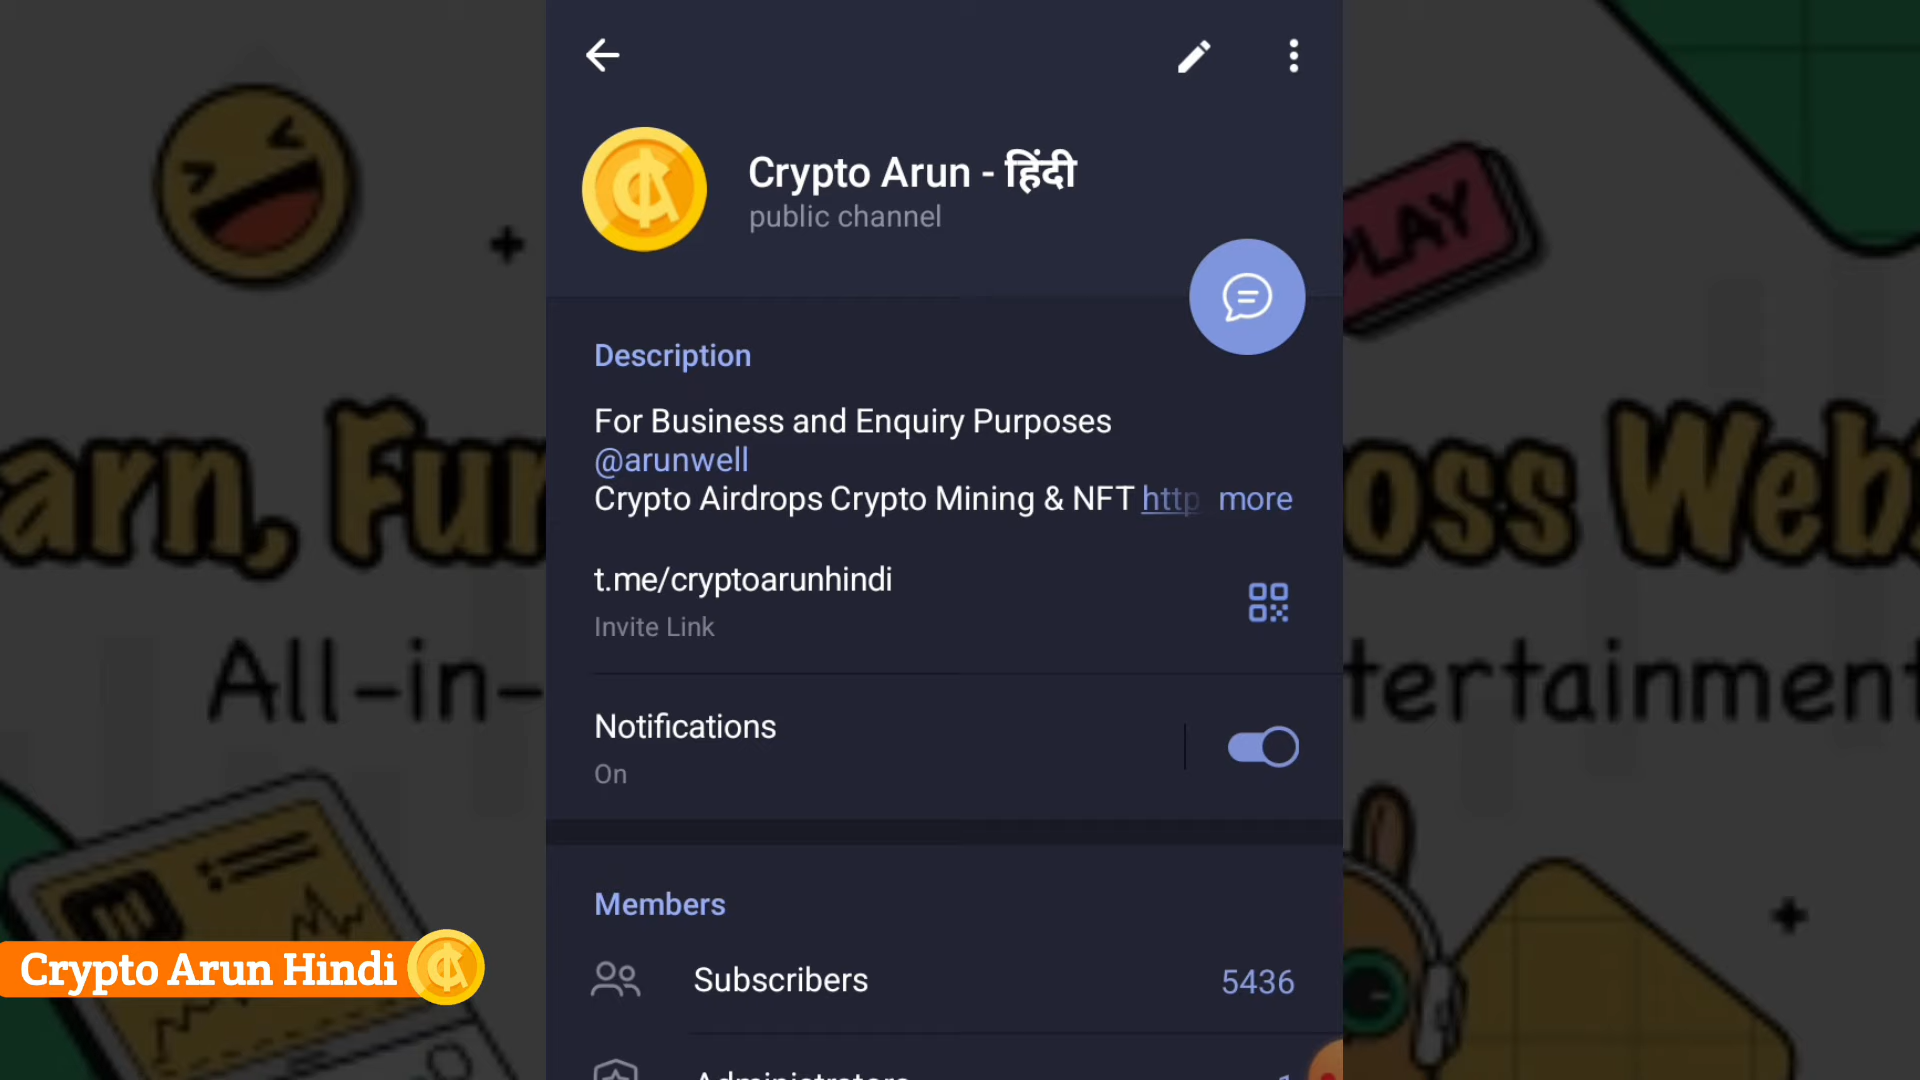 Crypto Arun - हिंदी
public channel
Description
For Business and Enquiry Purposes
@arunwell
Crypto Airdrops Crypto Mining & NFT http more
t.me/cryptoarunhindi
Invite Link
Notifications
On
Members
Subscribers 5436
Administrators 1
PLAY
arn, Fun
oss Web
All-in-
tertainment
Crypto Arun Hindi